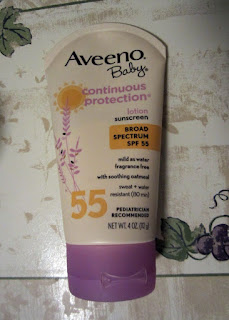 Aveeno.
Baby®
continuous
protection®
lotion
sunscreen
BROAD
SPECTRUM
SPF 55
mild as water
fragrance free
with soothing oatmeal
sweat + water
resistant (80 min)
55
PEDIATRICIAN
RECOMMENDED
NET WT. 4 OZ. (112 g)